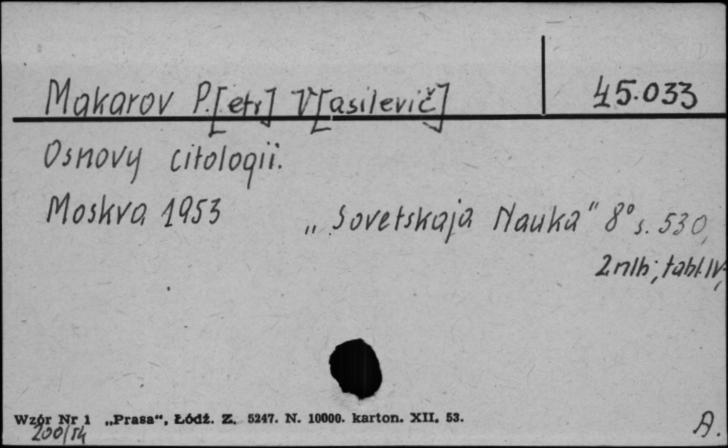 Makarov P.[etr] V[asilevič] 45.033
Osnovy citologii.
Moskva 1953 „Sovetskaja Nauka" 8° s. 530,
2 nlb; tabl. IV;
Wzór Nr 1 „Prasa“, Łódź. Z. 5247. N. 10000. karton. XII. 53.
200/54 A.